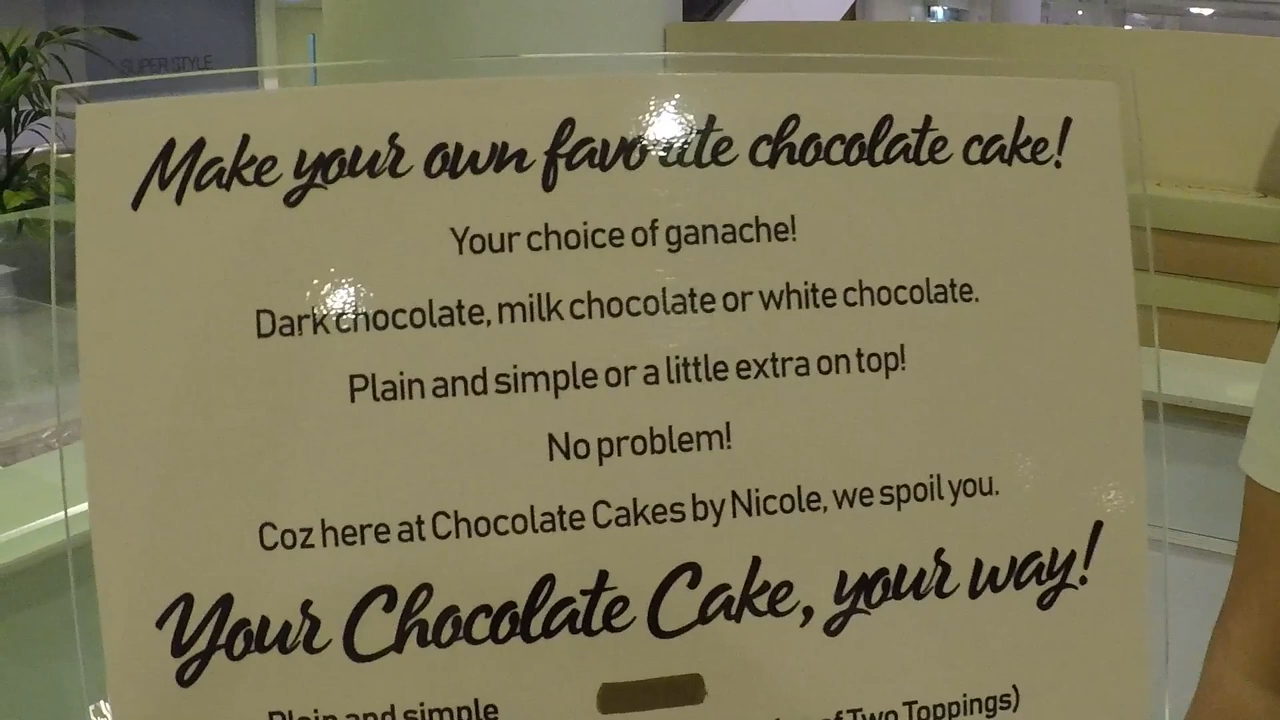 SUPER STYLE
Make your own favorite chocolate cake!
Your choice of ganache!
Dark chocolate, milk chocolate or white chocolate.
Plain and simple or a little extra on top!
No problem!
Coz here at Chocolate Cakes by Nicole, we spoil you.
Your Chocolate Cake, your way!
Plain and simple
of Two Toppings)